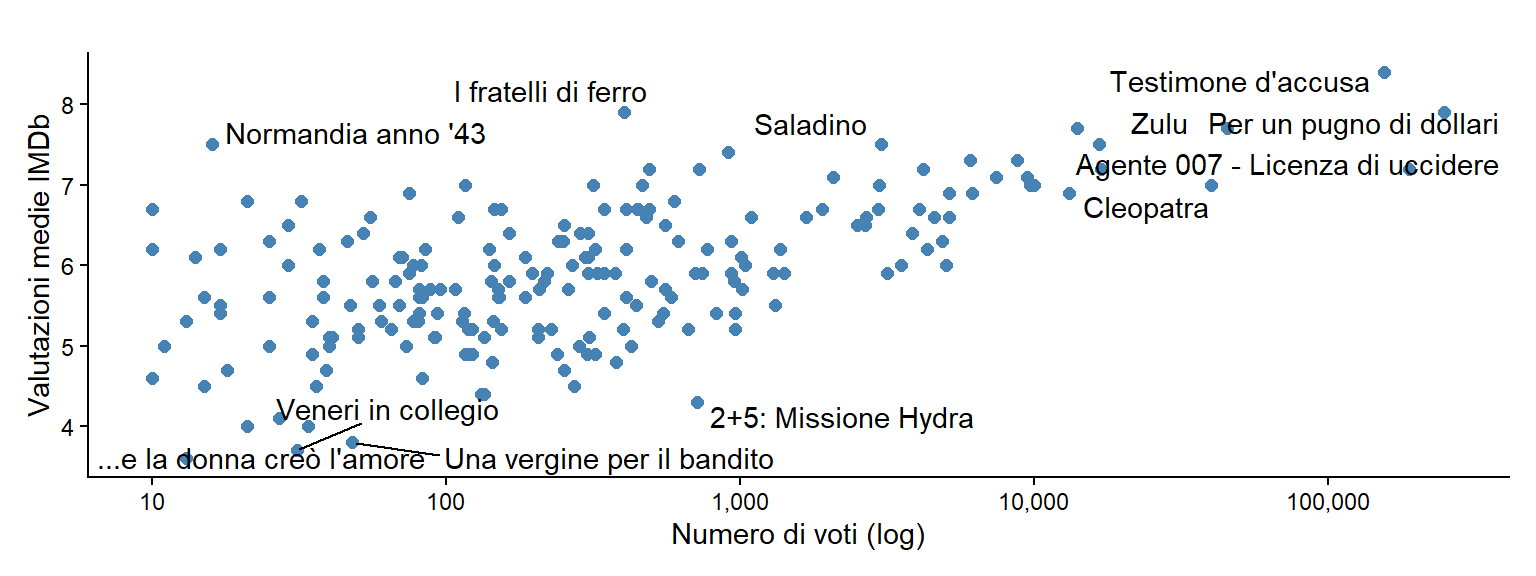 Testimone d'accusa
I fratelli di ferro
Saladino
Zulu
Per un pugno di dollari
Normandia anno '43
Agente 007 - Licenza di uccidere
Cleopatra
Veneri in collegio
2+5: Missione Hydra
...e la donna creò l'amore
Una vergine per il bandito
Valutazioni medie IMDb
8
7
6
5
4
10
100
1,000
10,000
100,000
Numero di voti (log)